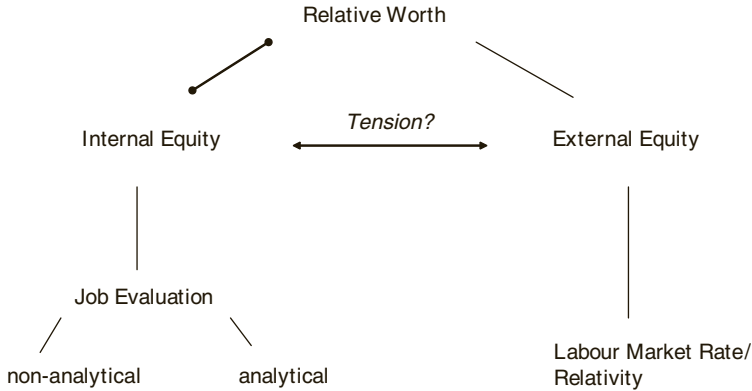 Relative Worth
Tension?
Internal Equity
External Equity
Job Evaluation
Labour Market Rate/
Relativity
non-analytical
analytical